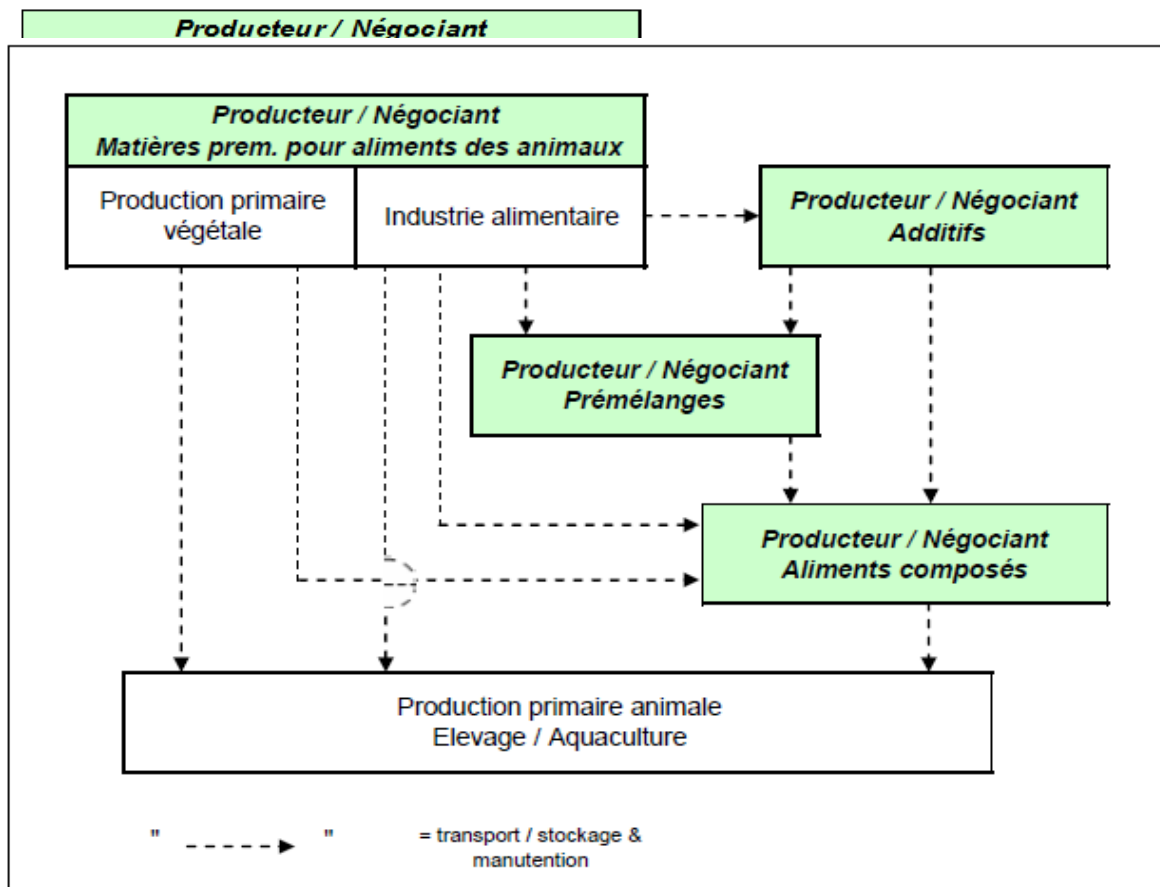 Producteur / Négociant
Producteur / Négociant
Matières prem. pour aliments des animaux
Production primaire
végétale
Industrie alimentaire
Producteur / Négociant
Additifs
Producteur / Négociant
Prémélanges
Producteur / Négociant
Aliments composés
Production primaire animale
Elevage / Aquaculture
" " = transport / stockage &
manutention